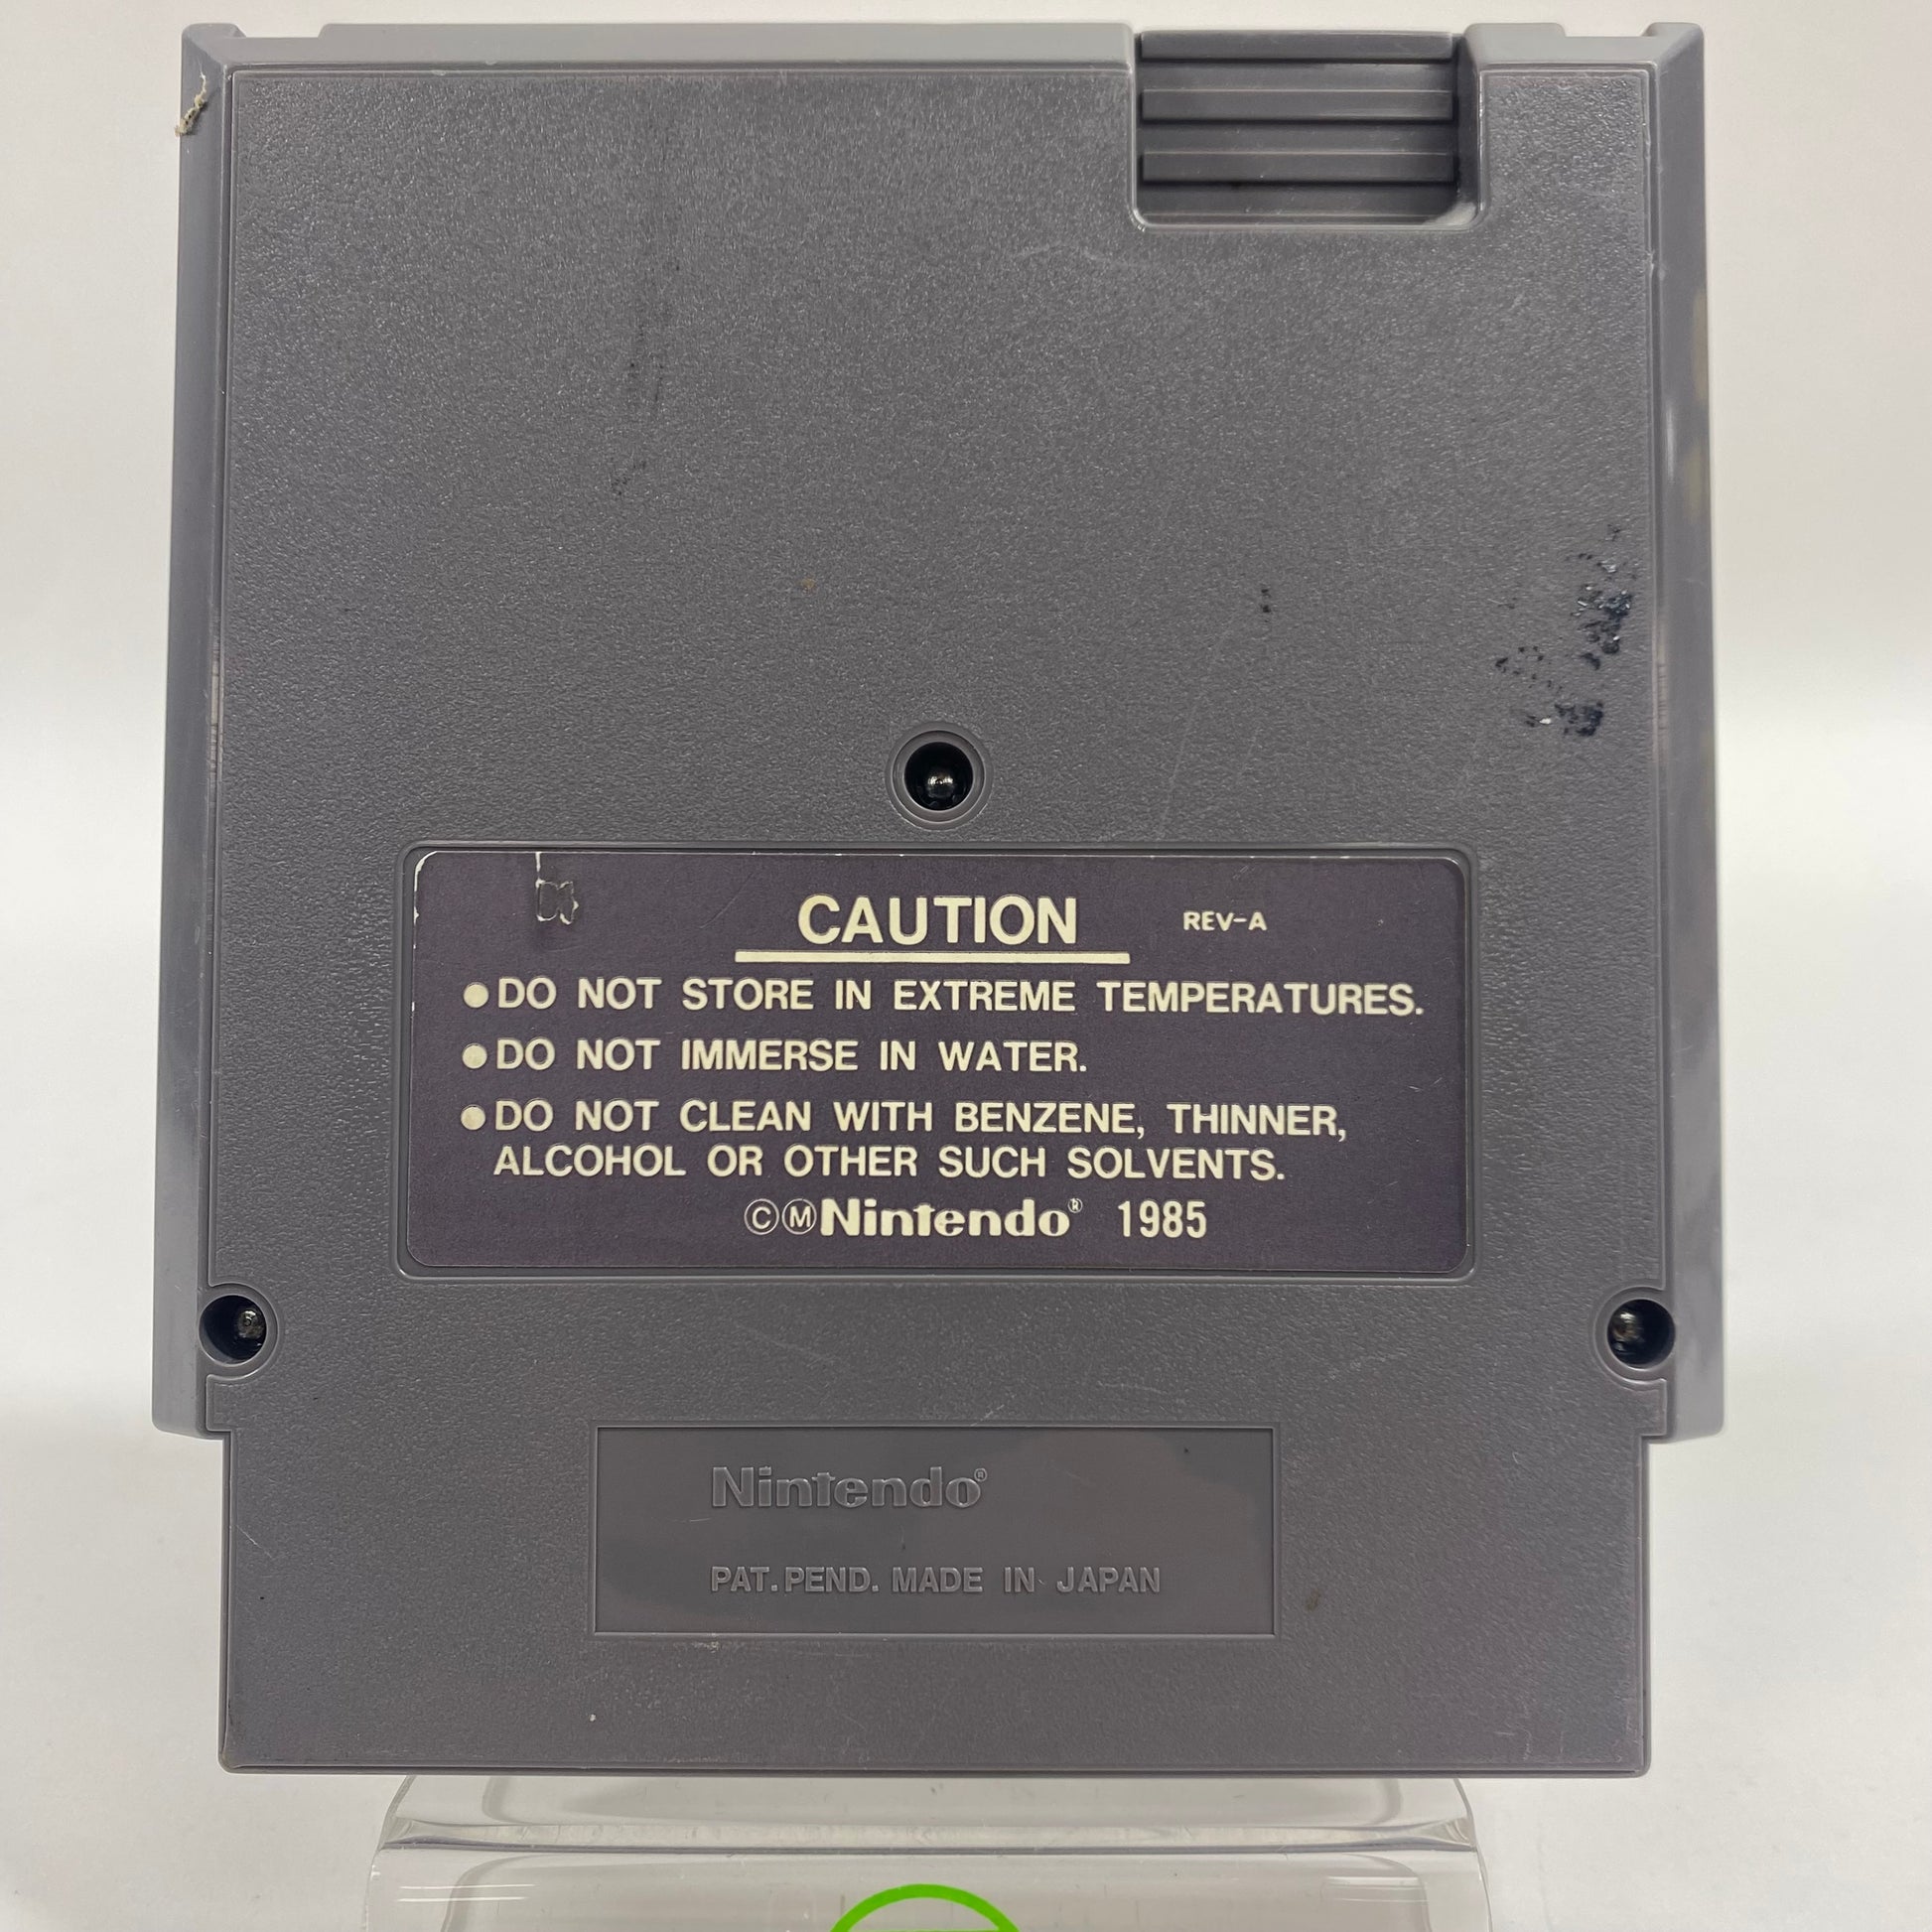 CAUTION REV-A
●DO NOT STORE IN EXTREME TEMPERATURES.
●DO NOT IMMERSE IN WATER.
●DO NOT CLEAN WITH BENZENE, THINNER,
ALCOHOL OR OTHER SUCH SOLVENTS.
©ⓂNintendo® 1985
Nintendo®
PAT.PEND. MADE IN JAPAN